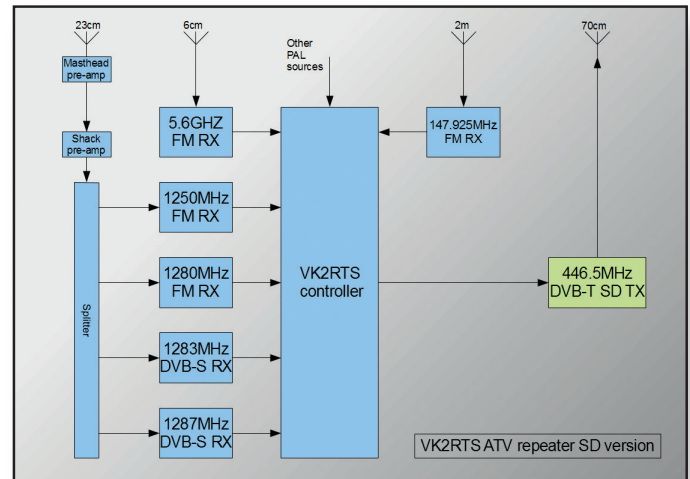 23cm
6cm
2m
70cm
Other
PAL
sources
Masthead
pre-amp
Shack
pre-amp
5.6GHZ
FM RX
147.925MHz
FM RX
1250MHz
FM RX
1280MHz
FM RX
VK2RTS
controller
446.5MHz
DVB-T SD TX
Splitter
1283MHz
DVB-S RX
1287MHz
DVB-S RX
VK2RTS ATV repeater SD version